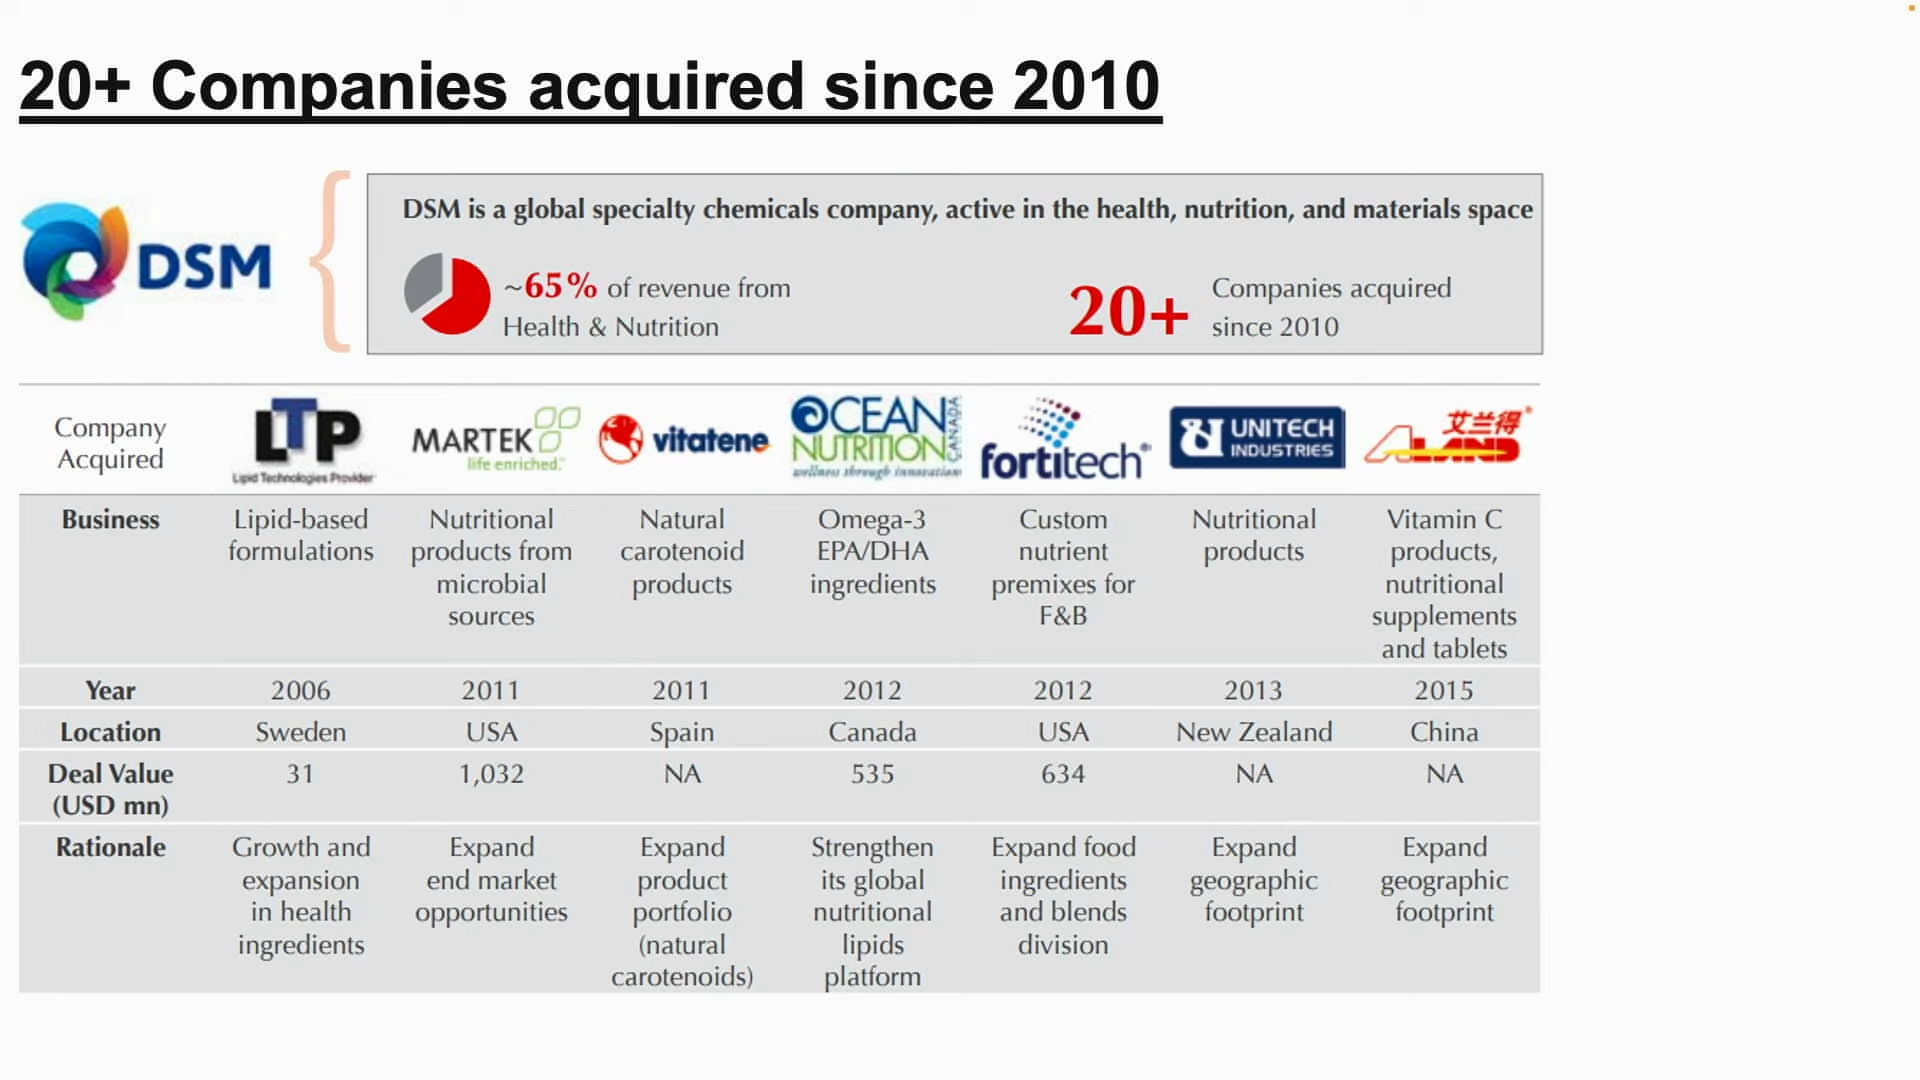 20+ Companies acquired since 2010
DSM
DSM is a global specialty chemicals company, active in the health, nutrition, and materials space
~65% of revenue from
Health & Nutrition
20+
Companies acquired
since 2010
Company
Acquired
LTP
Lipid Technologies Provider
MARTEK
life enriched.™
vitatene
OCEAN
NUTRITION
CANADA
wellness through innovation
fortitech®
UNITECH
INDUSTRIES
艾兰得®
ALAND
Business
Lipid-based
formulations
Nutritional
products from
microbial
sources
Natural
carotenoid
products
Omega-3
EPA/DHA
ingredients
Custom
nutrient
premixes for
F&B
Nutritional
products
Vitamin C
products,
nutritional
supplements
and tablets
Year 2006 2011 2011 2012 2012 2013 2015
Location Sweden USA Spain Canada USA New Zealand China
Deal Value
(USD mn)
31 1,032 NA 535 634 NA NA
Rationale
Growth and
expansion
in health
ingredients
Expand
end market
opportunities
Expand
product
portfolio
(natural
carotenoids)
Strengthen
its global
nutritional
lipids
platform
Expand food
ingredients
and blends
division
Expand
geographic
footprint
Expand
geographic
footprint